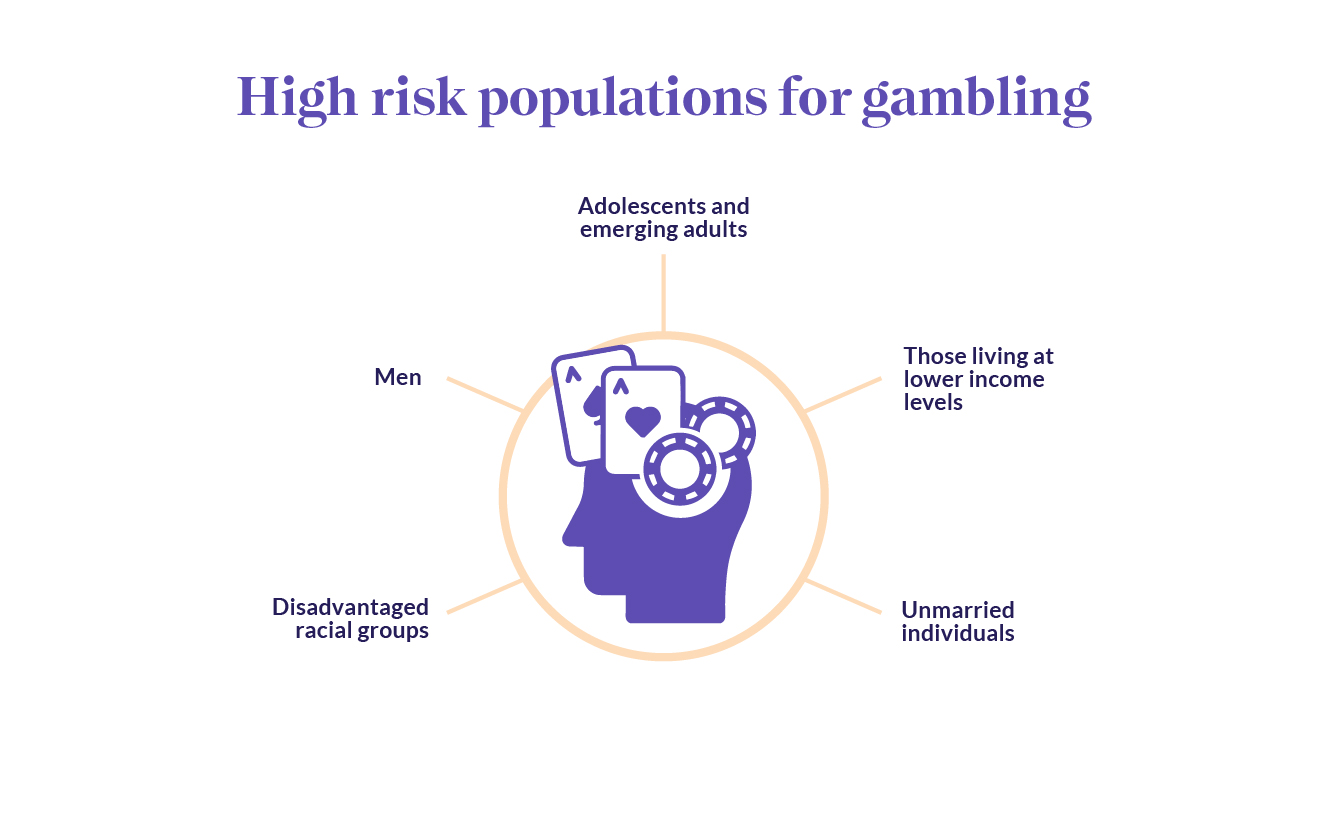 High risk populations for gambling
Adolescents and
emerging adults
Men
Those living at
lower income
levels
Disadvantaged
racial groups
Unmarried
individuals